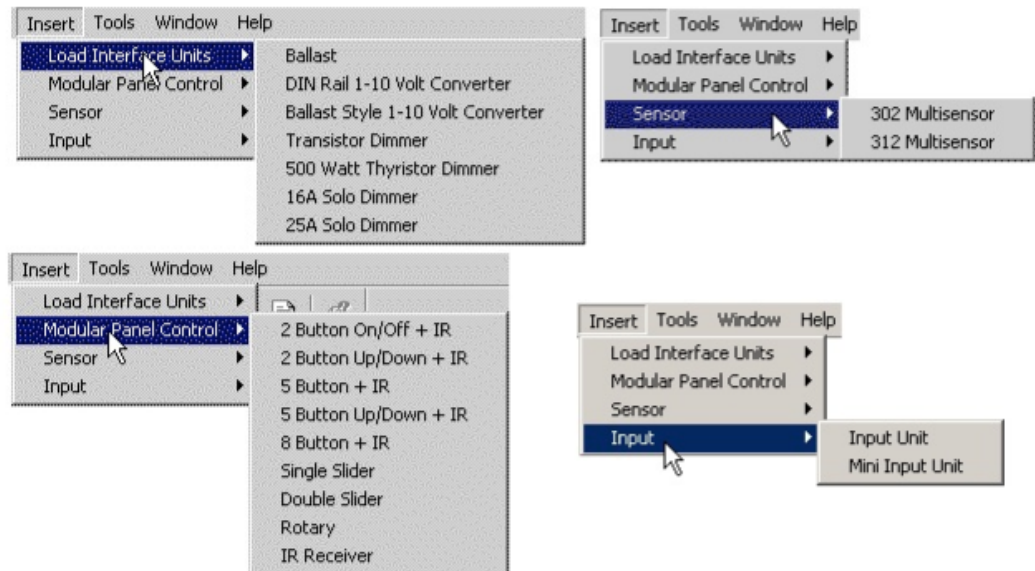 Insert Tools Window Help
Load Interface Units
Modular Panel Control
Sensor
Input
Ballast
DIN Rail 1-10 Volt Converter
Ballast Style 1-10 Volt Converter
Transistor Dimmer
500 Watt Thyristor Dimmer
16A Solo Dimmer
25A Solo Dimmer
Insert Tools Window Help
Load Interface Units
Modular Panel Control
Sensor
Input
302 Multisensor
312 Multisensor
Insert Tools Window Help
Load Interface Units
Modular Panel Control
Sensor
Input
2 Button On/Off + IR
2 Button Up/Down + IR
5 Button + IR
5 Button Up/Down + IR
8 Button + IR
Single Slider
Double Slider
Rotary
IR Receiver
Insert Tools Window Help
Load Interface Units
Modular Panel Control
Sensor
Input
Input Unit
Mini Input Unit